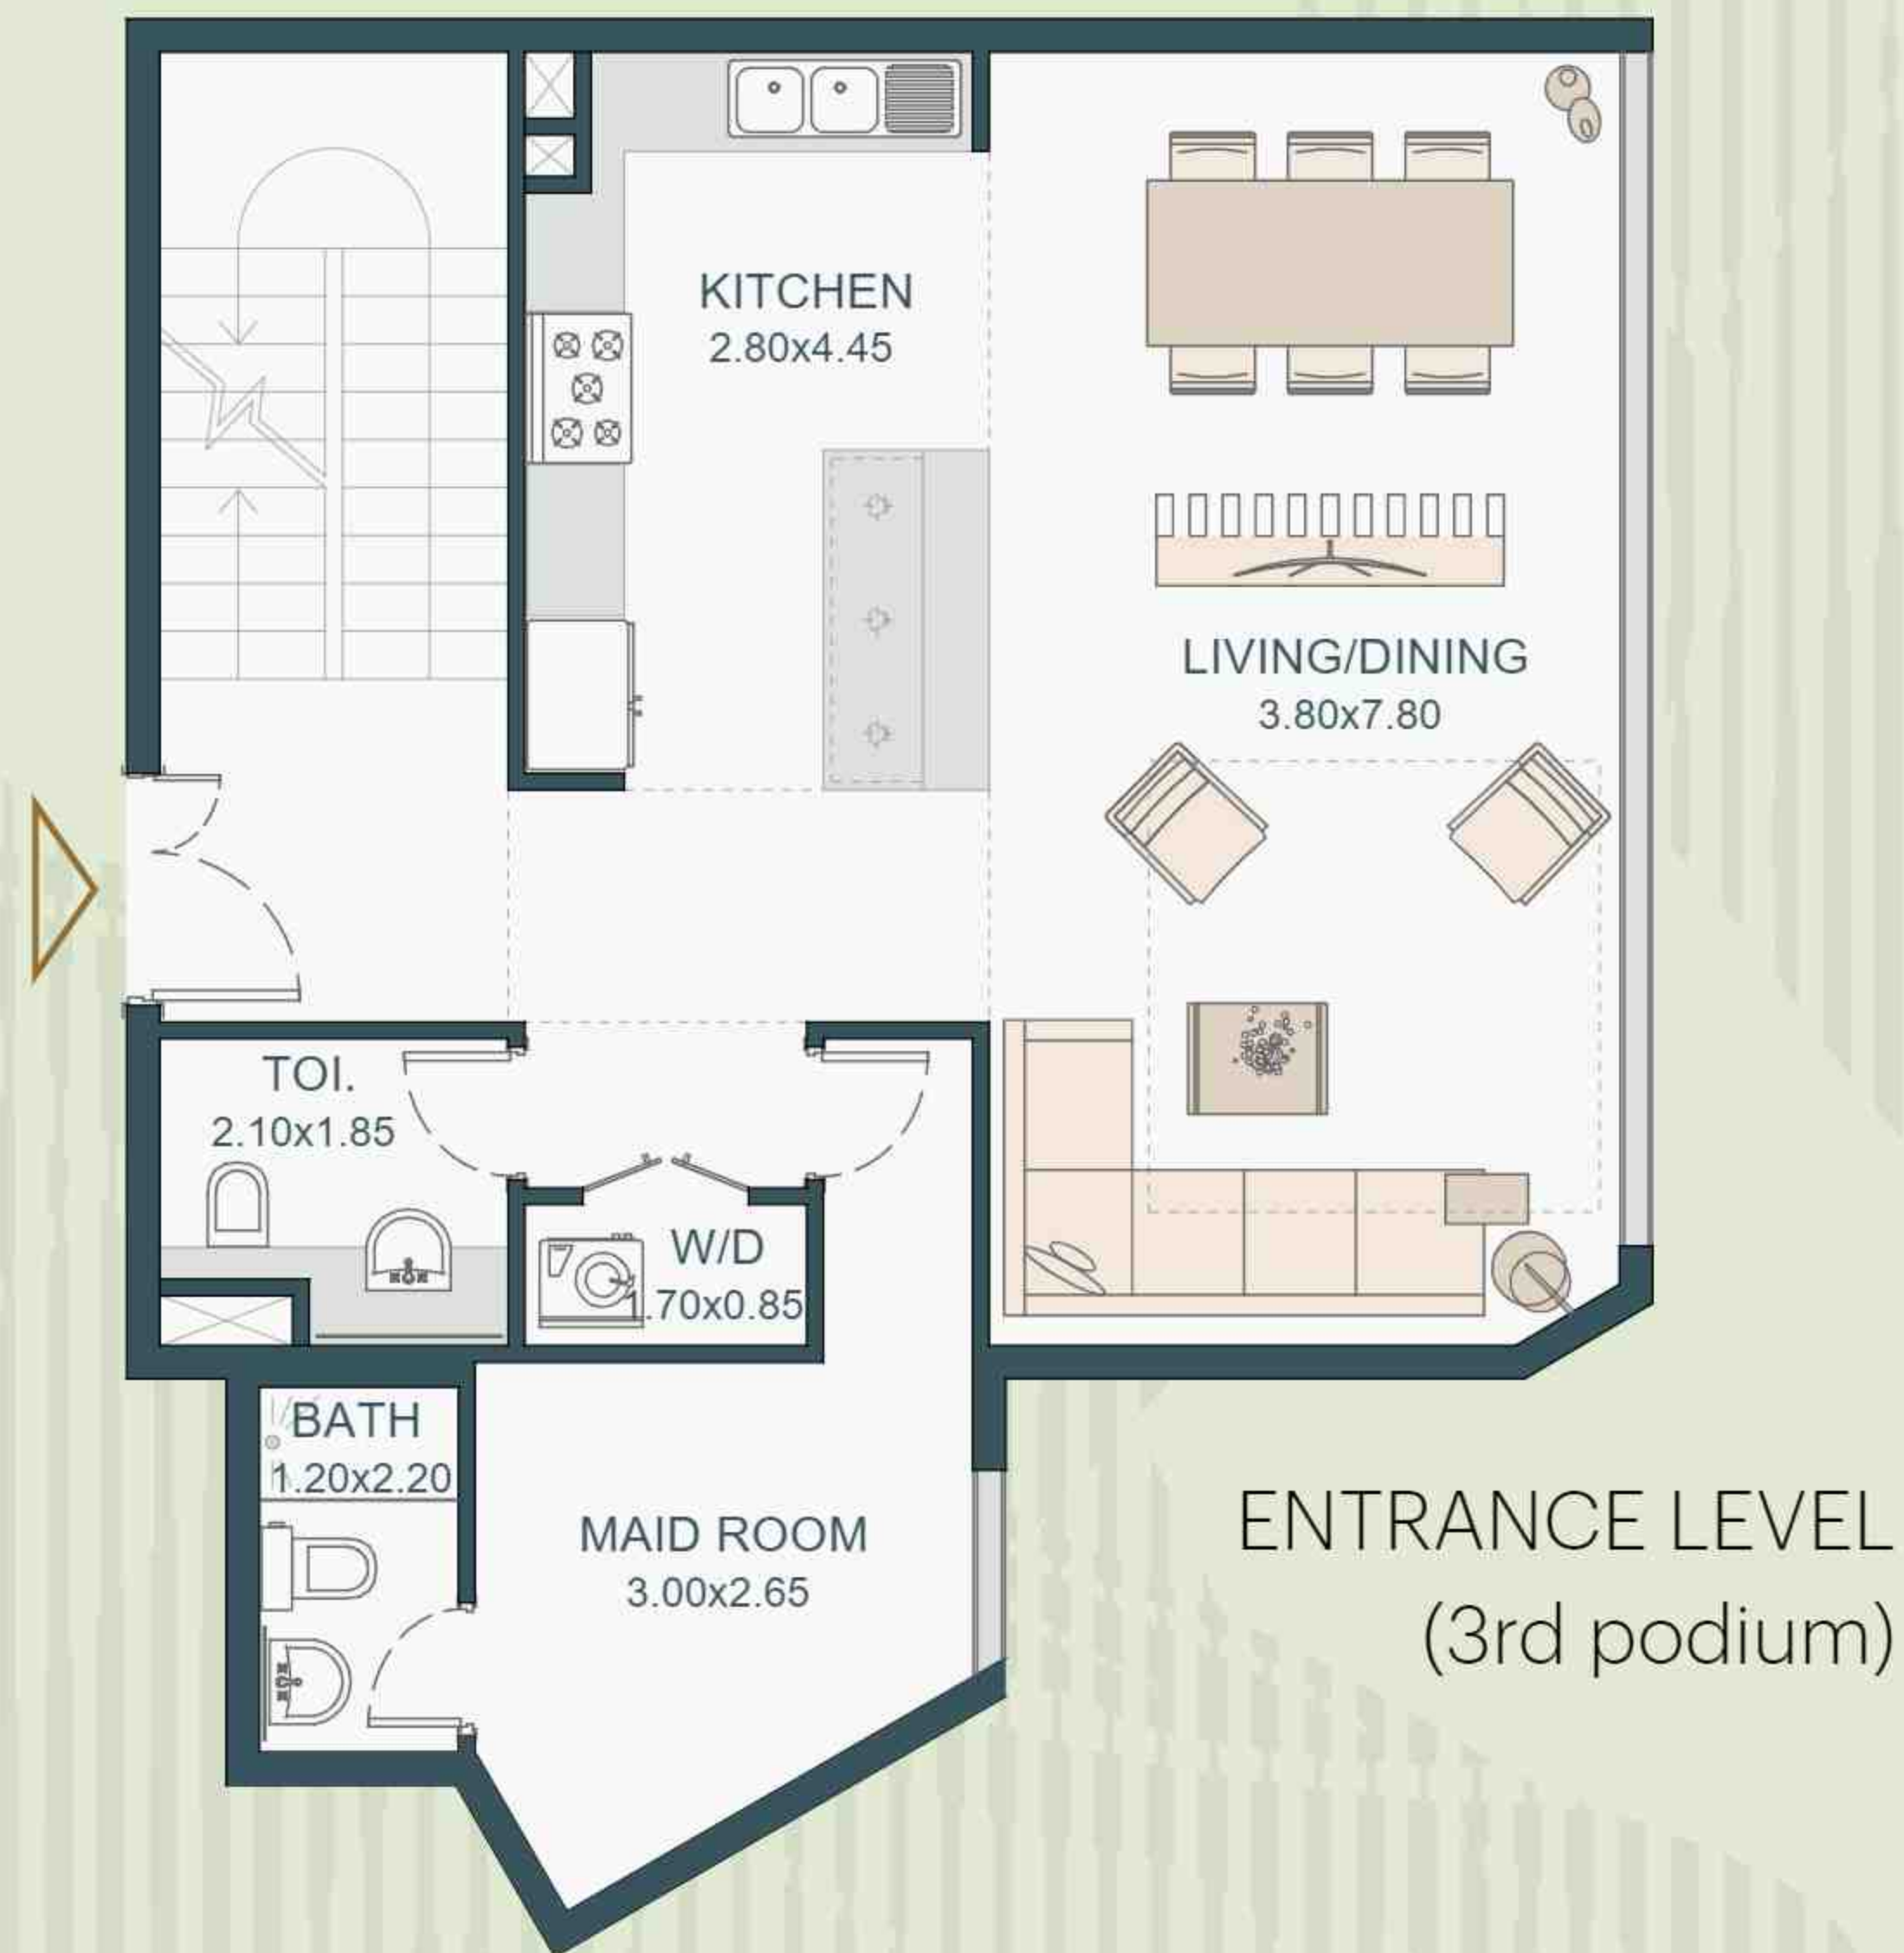 KITCHEN
2.80x4.45
LIVING/DINING
3.80x7.80
TOI.
2.10x1.85
W/D
1.70x0.85
BATH
1.20x2.20
MAID ROOM
3.00x2.65
ENTRANCE LEVEL
(3rd podium)